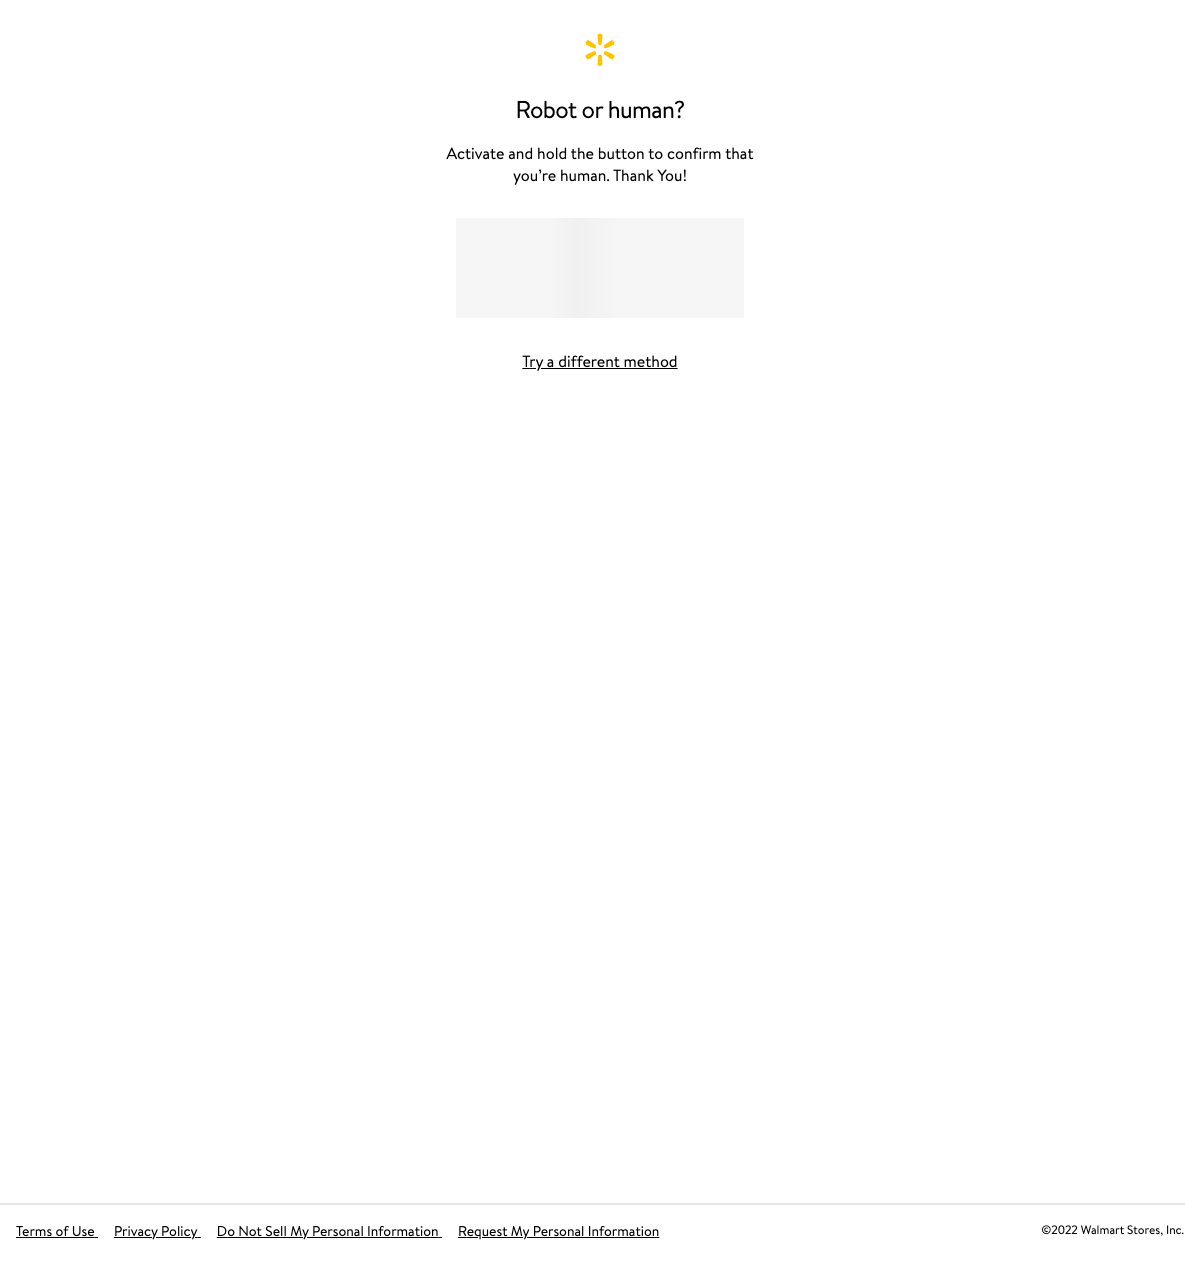 Robot or human?
Activate and hold the button to confirm that
you’re human. Thank You!
Try a different method
Terms of Use Privacy Policy Do Not Sell My Personal Information Request My Personal Information ©2022 Walmart Stores, Inc.